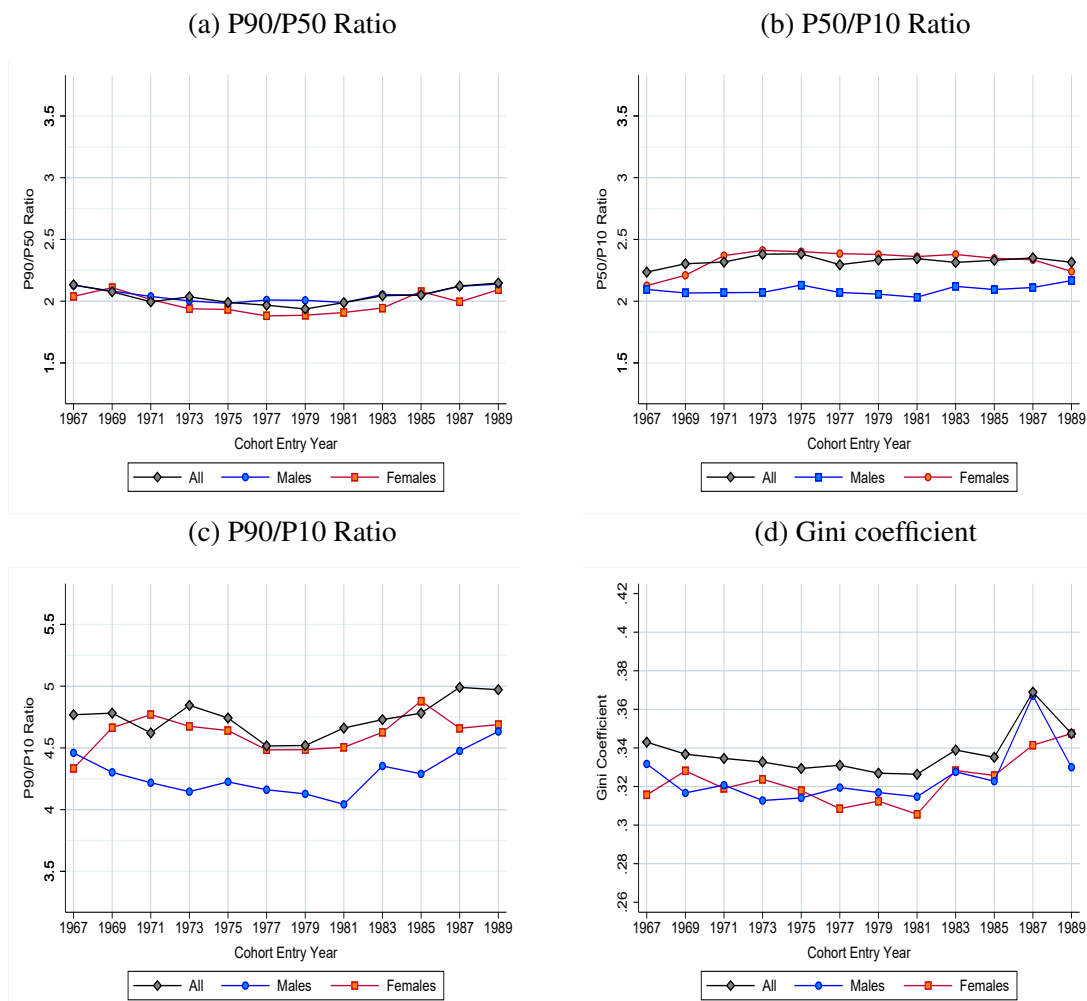 (a) P90/P50 Ratio
P90/P50 Ratio
3.5
3
2.5
2
1.5
1967 1969 1971 1973 1975 1977 1979 1981 1983 1985 1987 1989
Cohort Entry Year
All Males Females
(b) P50/P10 Ratio
P50/P10 Ratio
3.5
3
2.5
2
1.5
1967 1969 1971 1973 1975 1977 1979 1981 1983 1985 1987 1989
Cohort Entry Year
All Males Females
(c) P90/P10 Ratio
P90/P10 Ratio
5.5
5
4.5
4
3.5
1967 1969 1971 1973 1975 1977 1979 1981 1983 1985 1987 1989
Cohort Entry Year
All Males Females
(d) Gini coefficient
Gini Coefficient
.42
.4
.38
.36
.34
.32
.3
.28
.26
1967 1969 1971 1973 1975 1977 1979 1981 1983 1985 1987 1989
Cohort Entry Year
All Males Females